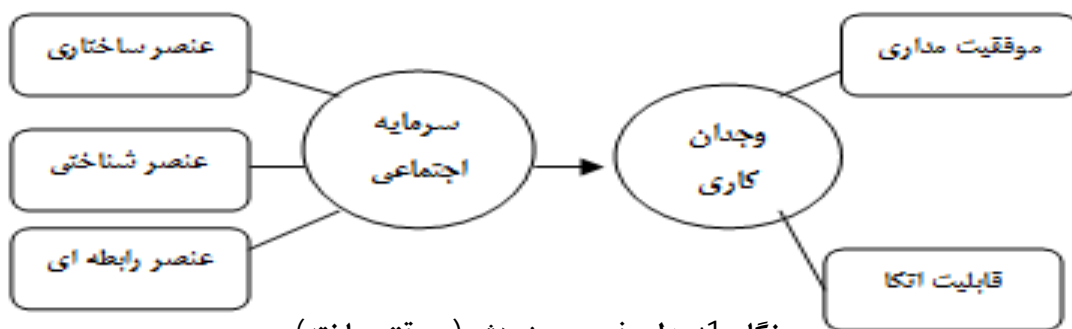 عنصر ساختاری
عنصر شناختی
عنصر رابطه ای
سرمایه
اجتماعی
وجدان
کاری
موفقیت مداری
قابلیت اتکا